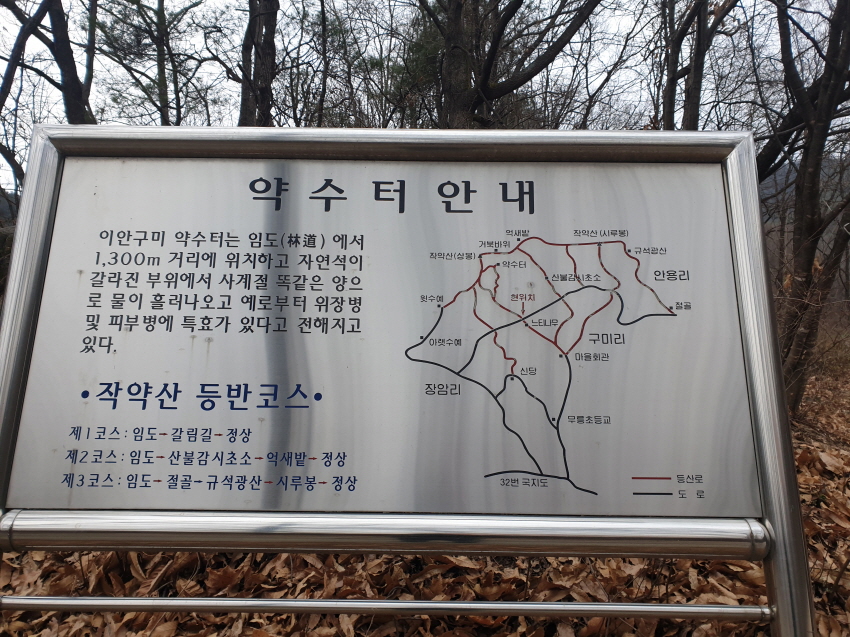 약수터안내
이안구미 약수터는 임도(林道) 에서
1,300m 거리에 위치하고 자연석이
갈라진 부위에서 사계절 똑같은 양으
로 물이 흘러나오고 예로부터 위장병
및 피부병에 특효가 있다고 전해지고
있다.
•작약산 등반코스•
제1코스:임도→갈림길→정상
제2코스:임도→산불감시초소→억새밭→정상
제3코스:임도→절골→규석광산→시루봉→정상
억새밭
작약산(시루봉)
거북바위
규석광산
작약산(상봉)
약수터
안용리
산불감시초소
윗수예
현위치
절골
느티나무
아랫수예
구미리
마을회관
신당
장암리
무릉초등교
32번 국지도
등산로
도 로